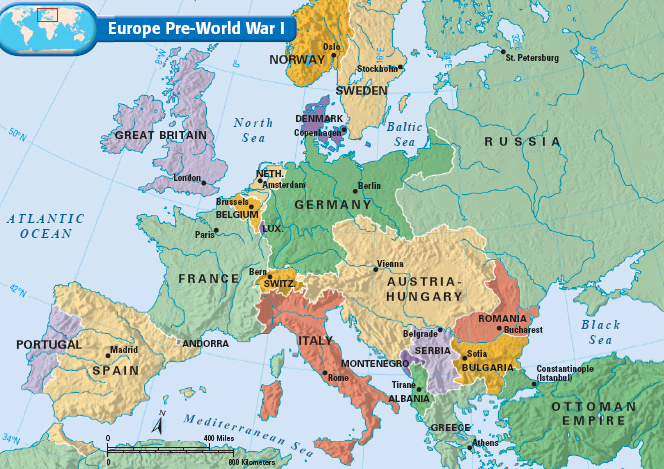 Europe Pre-World War I
Oslo
NORWAY
Stockholm
St. Petersburg
SWEDEN
North
Sea
DENMARK
Copenhagen
Baltic
Sea
RUSSIA
GREAT BRITAIN
50°N
London
NETH.
Amsterdam
Berlin
Brussels
BELGIUM
GERMANY
ATLANTIC
OCEAN
LUX.
Paris
Vienna
Bern
SWITZ.
FRANCE
AUSTRIA-
HUNGARY
42°N
ROMANIA
Bucharest
Black
Sea
Belgrade
PORTUGAL
Madrid
ANDORRA
ITALY
SERBIA
Sofia
BULGARIA
SPAIN
MONTENEGRO
Rome
Tirane
ALBANIA
Constantinople
(Istanbul)
OTTOMAN
EMPIRE
Mediterranean Sea
GREECE
Athens
34°N
N
0
400 Miles
0
800 Kilometers